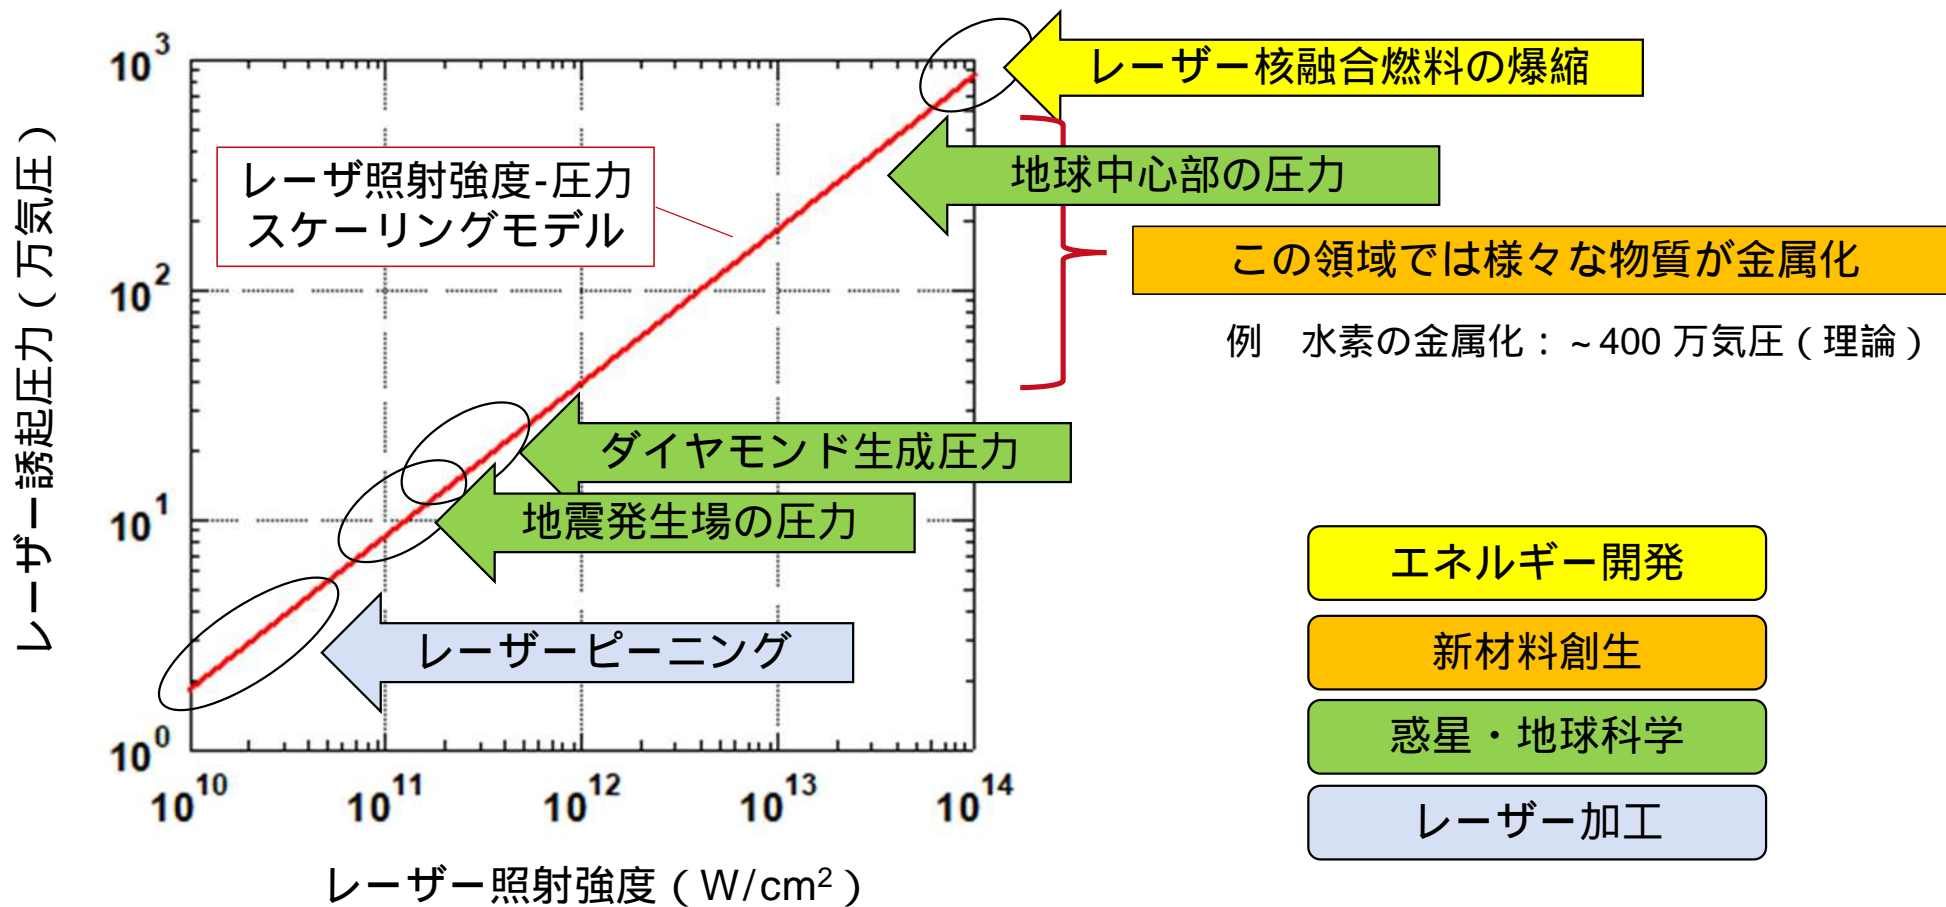 レーザー誘起圧力(万気圧)
10³
10²
10¹
10⁰
レーザ照射強度-圧力
スケーリングモデル
レーザー核融合燃料の爆縮
地球中心部の圧力
この領域では様々な物質が金属化
例 水素の金属化:~400 万気圧(理論)
ダイヤモンド生成圧力
地震発生場の圧力
レーザーピーニング
エネルギー開発
新材料創生
惑星・地球科学
レーザー加工
10¹⁰ 10¹¹ 10¹² 10¹³ 10¹⁴
レーザー照射強度(W/cm²)